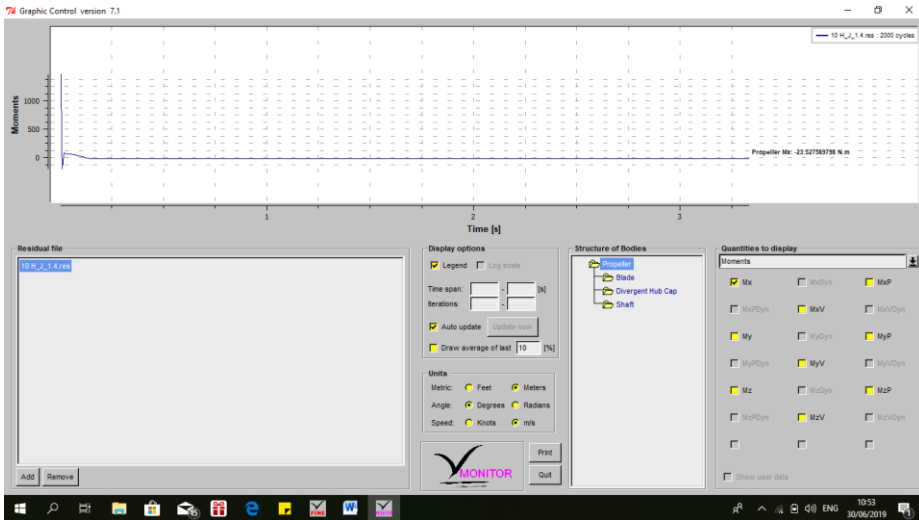 Graphic Control version 7.1
10 H_J_1.4.res : 2000 cycles
Moments
1000
500
0
Propeller Mx: -23.527589798 N.m
1
2
3
Time [s]
Residual file
10 H_J_1.4.res
Add
Remove
Display options
Legend
Log scale
Time span:
-
[s]
Iterations:
-
Auto update
Update now
Draw average of last
10
[%]
Units
Metric:
Feet
Meters
Angle:
Degrees
Radians
Speed:
Knots
m/s
MONITOR
Print
Quit
Structure of Bodies
Propeller
Blade
Divergent Hub Cap
Shaft
Quantities to display
Moments
Mx
MxDyn
MxP
MxPDyn
MxV
MxVDyn
My
MyDyn
MyP
MyPDyn
MyV
MyVDyn
Mz
MzDyn
MzP
MzPDyn
MzV
MzVDyn
Show user data
15
FINE
ENG
10:53
30/06/2019